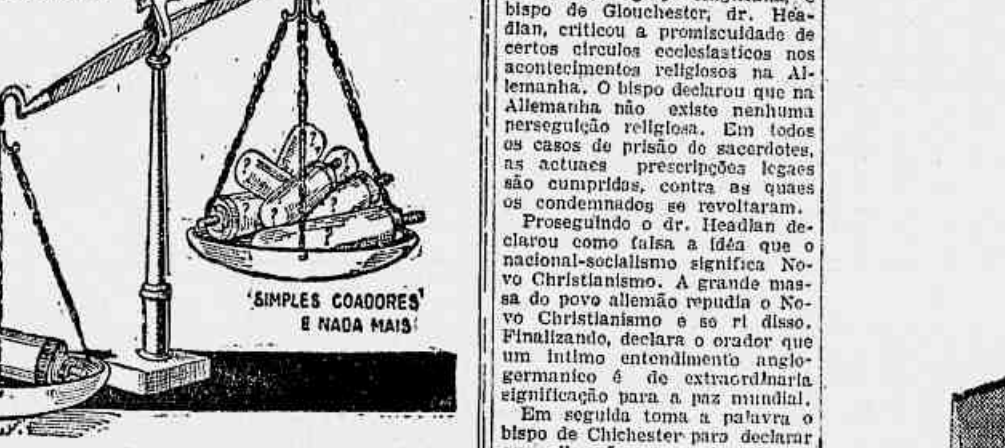 'SIMPLES COADORES'
E NADA MAIS!
bispo de Glouchester, dr. Hea-
dlan, criticou a promiscuidade de
certos circulos ecclesiasticos nos
acontecimentos religiosos na Al-
lemanha. O bispo declarou que na
Allemanha não existe nenhuma
perseguição religiosa. Em todos
os casos de prisão de sacerdotes,
as actuaes prescripções legaes
são cumpridas, contra as quaes
os condemnados se revoltaram.
Proseguindo o dr. Headlan de-
clarou como falsa a idéa que o
nacional-socialismo significa No-
vo Christianismo. A grande mas-
sa do povo allemão repudia o No-
vo Christianismo e so ri disso.
Finalizando, declara o orador que
um intimo entendimento anglo-
germanico é de extraordinaria
significação para a paz mundial.
Em seguida toma a palavra o
bispo de Chichester para declarar